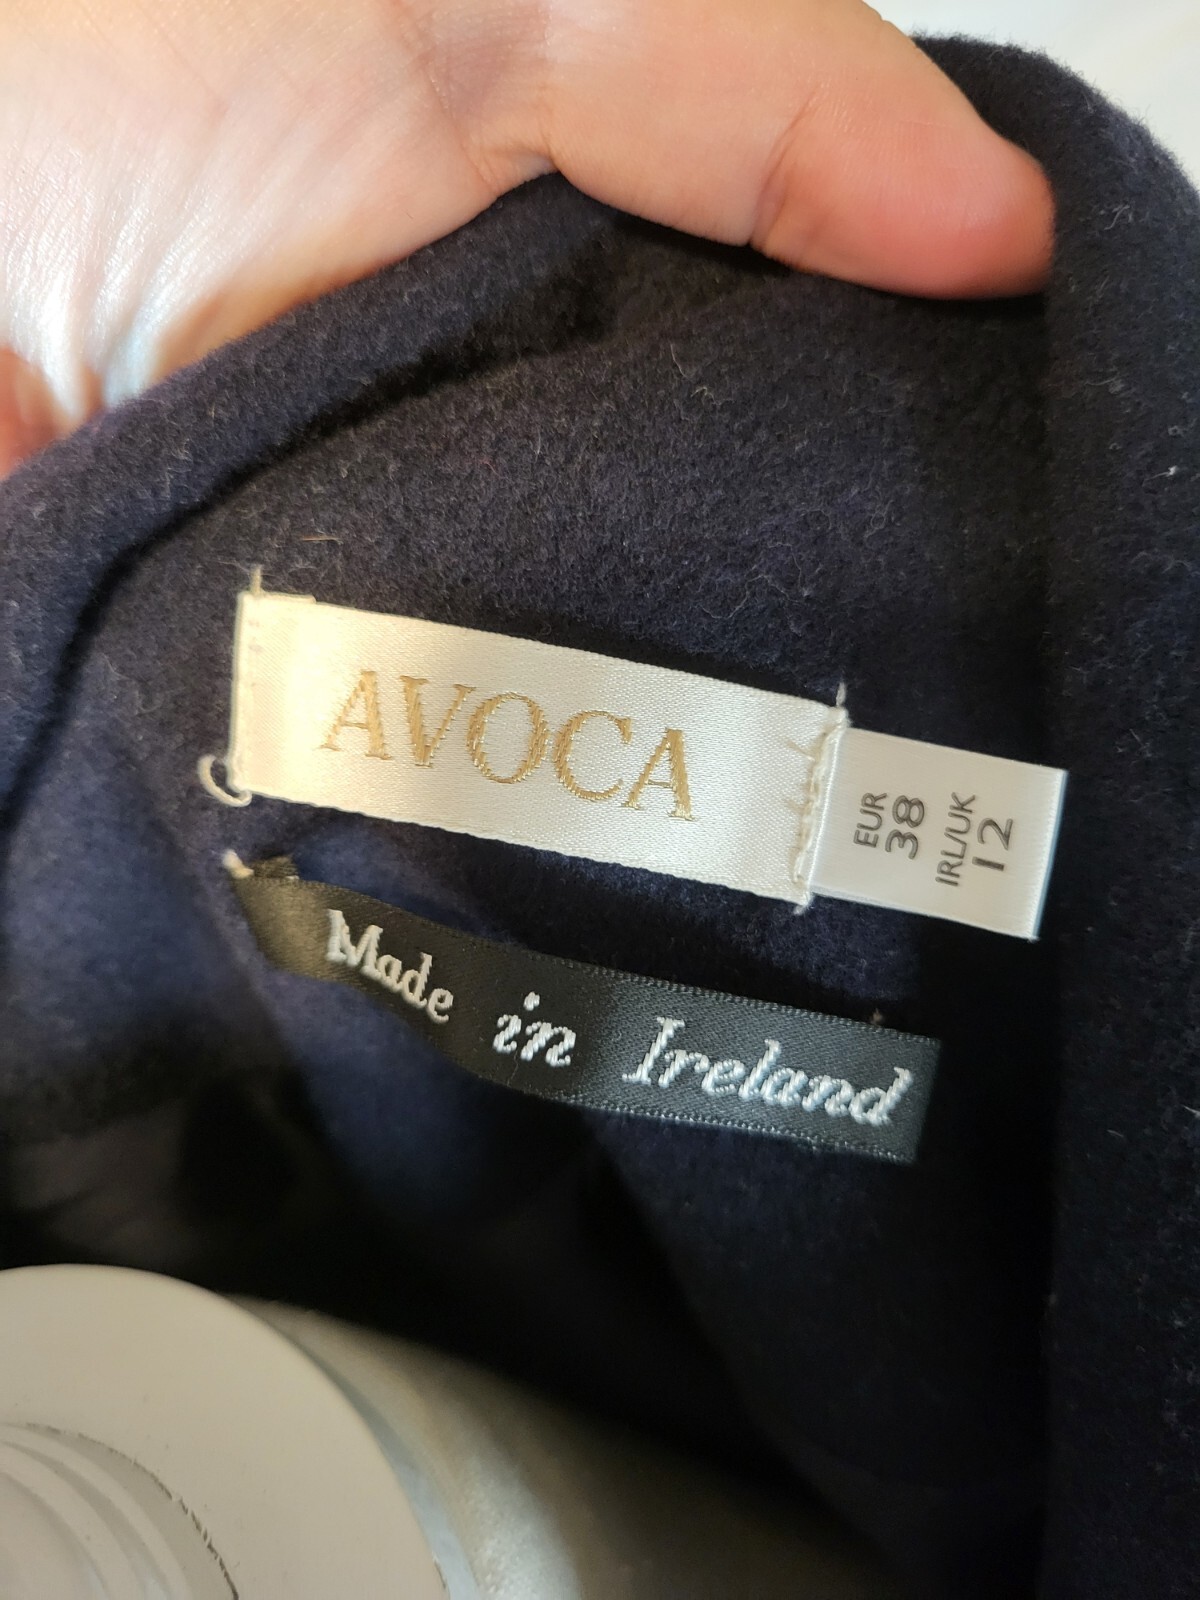 AVOCA
EUR
38
IRL/UK
12
Made in Ireland